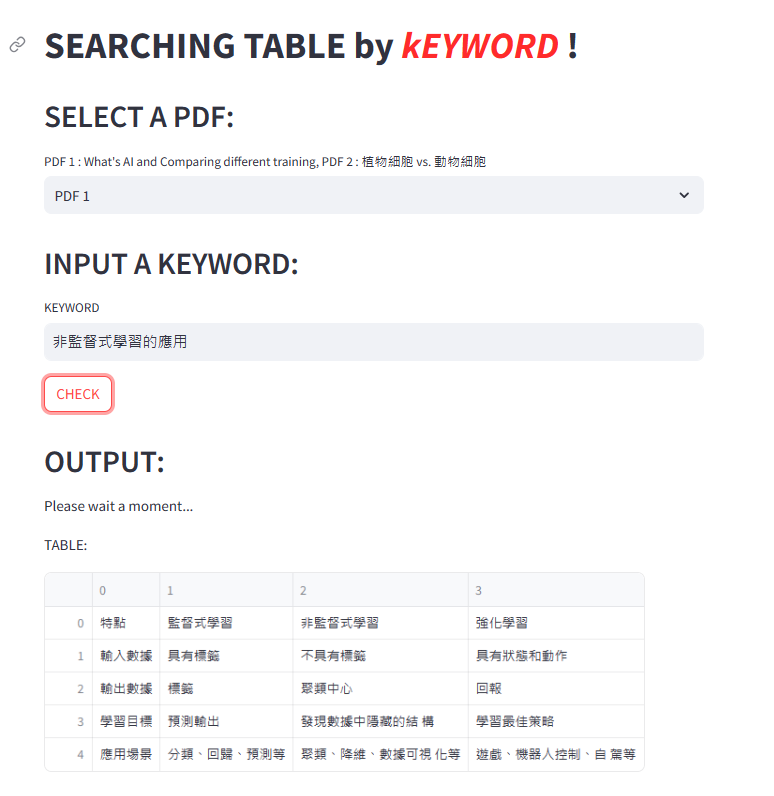 SEARCHING TABLE by kEYWORD !
SELECT A PDF:
PDF 1 : What's AI and Comparing different training, PDF 2 : 植物細胞 vs. 動物細胞
PDF 1
INPUT A KEYWORD:
KEYWORD
非監督式學習的應用
CHECK
OUTPUT:
Please wait a moment...
TABLE:
0 1 2 3
0 特點 監督式學習 非監督式學習 強化學習
1 輸入數據 具有標籤 不具有標籤 具有狀態和動作
2 輸出數據 標籤 聚類中心 回報
3 學習目標 預測輸出 發現數據中隱藏的結 構 學習最佳策略
4 應用場景 分類、回歸、預測等 聚類、降維、數據可視 化等 遊戲、機器人控制、自 駕等